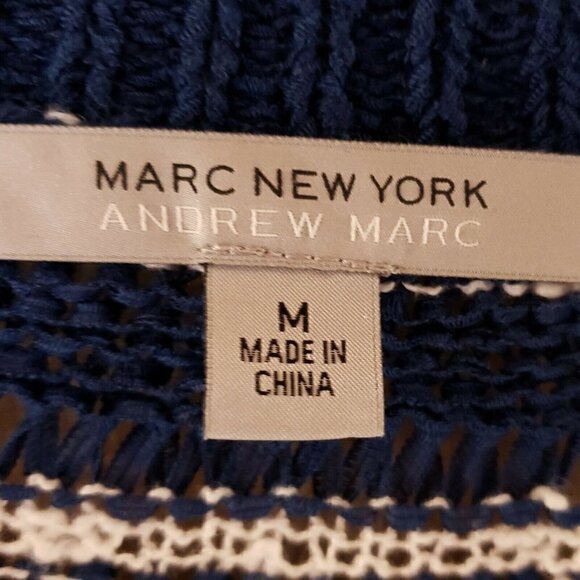 MARC NEW YORK
ANDREW MARC
M
MADE IN
CHINA